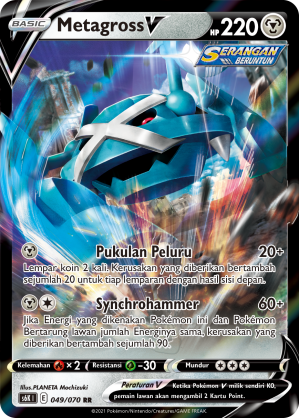 BASIC Metagross V HP 220
SERANGAN
BERUNTUN
Pukulan Peluru 20+
Lempar koin 2 kali. Kerusakan yang diberikan bertambah
sejumlah 20 untuk tiap lemparan dengan hasil sisi depan.
Synchrohammer 60+
Jika Energi yang dikenakan Pokémon ini dan Pokémon
Bertarung lawan jumlah Energinya sama, kerusakan yang
diberikan bertambah sejumlah 90.
Kelemahan × 2 Resistansi -30 Mundur
Illus. PLANETA Mochizuki
Peraturan V Ketika Pokémon V milik sendiri KO,
pemain lawan akan mengambil 2 Kartu Point.
s6K I E 049/070 RR
©2021 Pokémon/Nintendo/Creatures/GAME FREAK